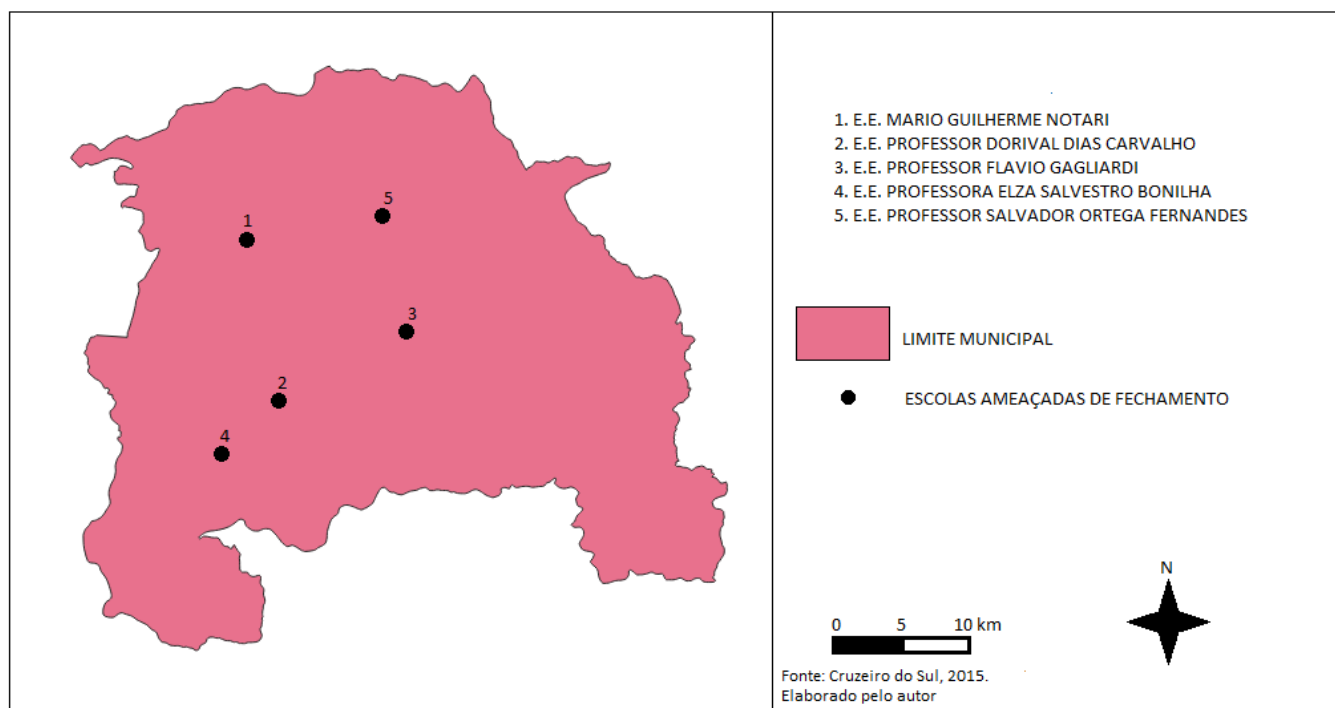 1
5
3
2
4
1. E.E. MARIO GUILHERME NOTARI
2. E.E. PROFESSOR DORIVAL DIAS CARVALHO
3. E.E. PROFESSOR FLAVIO GAGLIARDI
4. E.E. PROFESSORA ELZA SALVESTRO BONILHA
5. E.E. PROFESSOR SALVADOR ORTEGA FERNANDES
LIMITE MUNICIPAL
ESCOLAS AMEAÇADAS DE FECHAMENTO
N
0 5 10 km
Fonte: Cruzeiro do Sul, 2015.
Elaborado pelo autor